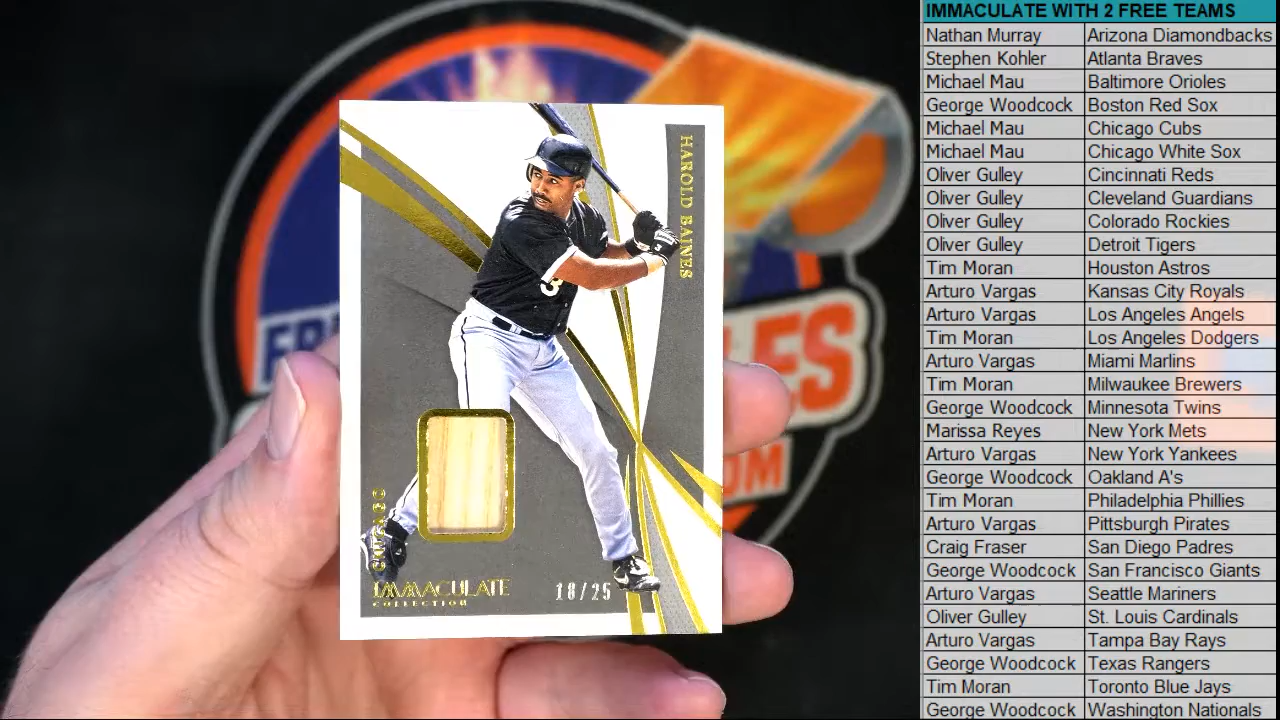 HAROLD BAINES
CHICAGO
IMMACULATE
COLLECTION
18/25
IMMACULATE WITH 2 FREE TEAMS
Nathan Murray Arizona Diamondbacks
Stephen Kohler Atlanta Braves
Michael Mau Baltimore Orioles
George Woodcock Boston Red Sox
Michael Mau Chicago Cubs
Michael Mau Chicago White Sox
Oliver Gulley Cincinnati Reds
Oliver Gulley Cleveland Guardians
Oliver Gulley Colorado Rockies
Oliver Gulley Detroit Tigers
Tim Moran Houston Astros
Arturo Vargas Kansas City Royals
Arturo Vargas Los Angeles Angels
Tim Moran Los Angeles Dodgers
Arturo Vargas Miami Marlins
Tim Moran Milwaukee Brewers
George Woodcock Minnesota Twins
Marissa Reyes New York Mets
Arturo Vargas New York Yankees
George Woodcock Oakland A's
Tim Moran Philadelphia Phillies
Arturo Vargas Pittsburgh Pirates
Craig Fraser San Diego Padres
George Woodcock San Francisco Giants
Arturo Vargas Seattle Mariners
Oliver Gulley St. Louis Cardinals
Arturo Vargas Tampa Bay Rays
George Woodcock Texas Rangers
Tim Moran Toronto Blue Jays
George Woodcock Washington Nationals